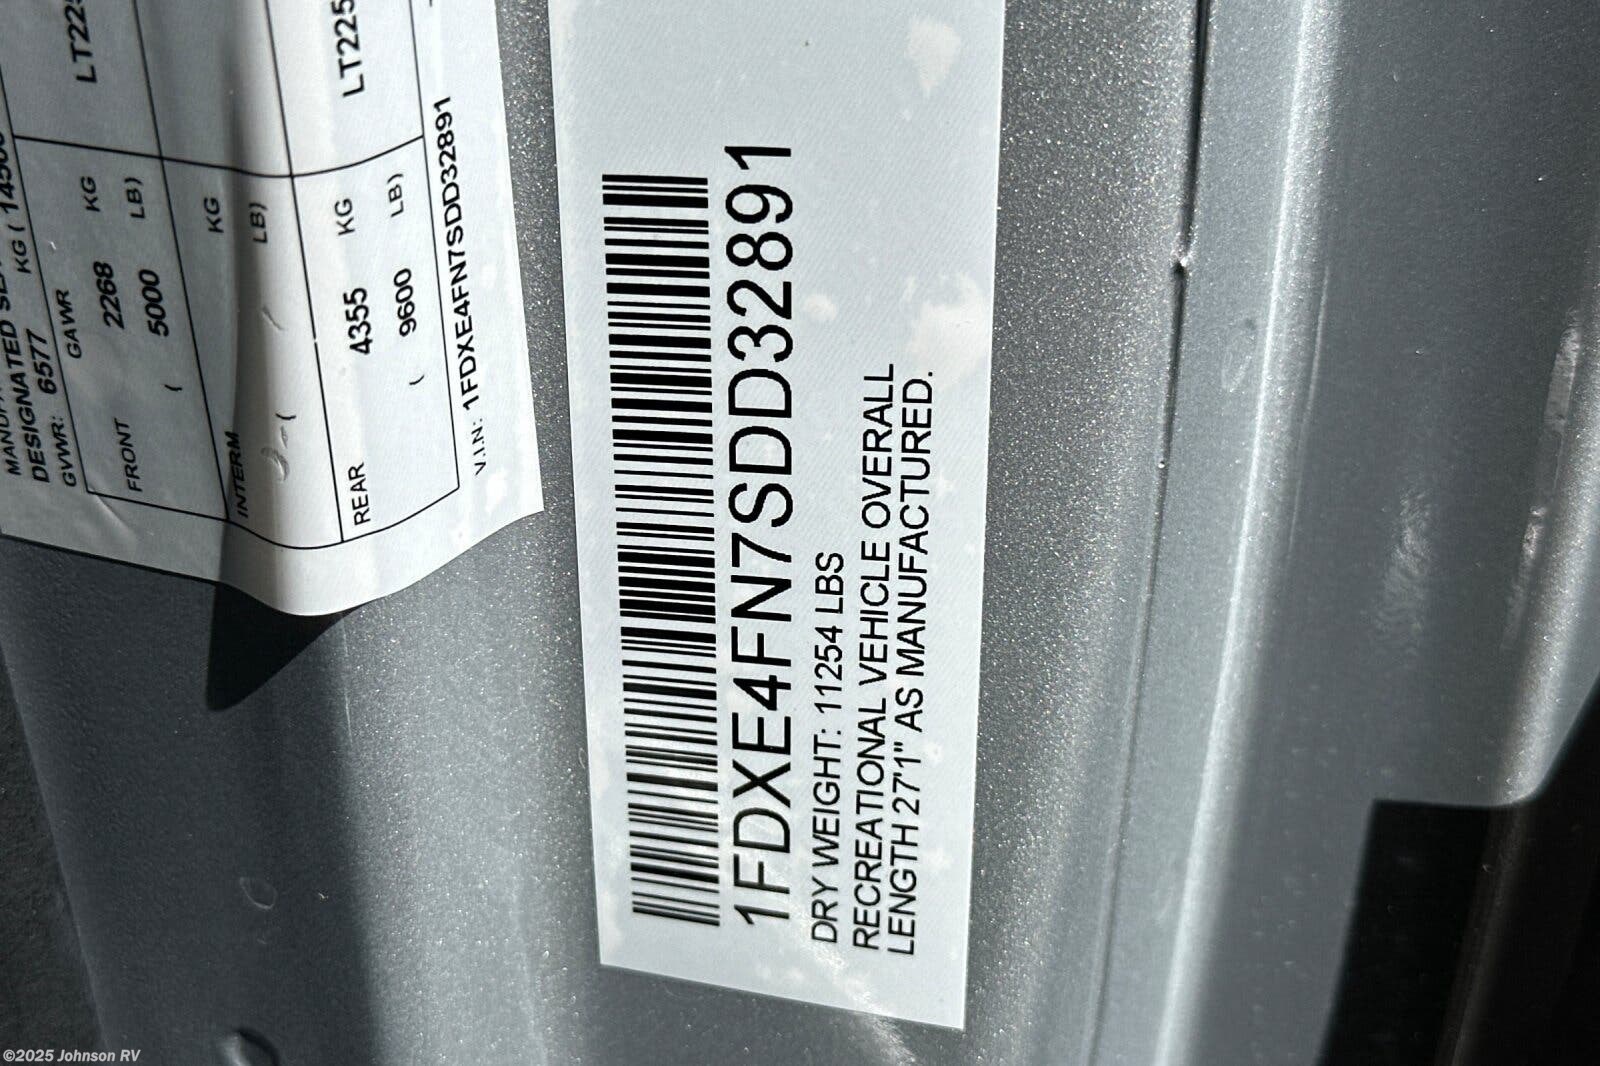 DESIGNATED
GVWR: 6577 KG (
GAWR
FRONT 2268 KG LT225
( 5000 LB)
INTERM KG
( LB)
REAR 4355 KG LT225
( 9600 LB)
V.I.N.: 1FDXE4FN7SDD32891
1FDXE4FN7SDD32891
DRY WEIGHT: 11254 LBS
RECREATIONAL VEHICLE OVERALL
LENGTH 27'1" AS MANUFACTURED.
©2025 Johnson RV